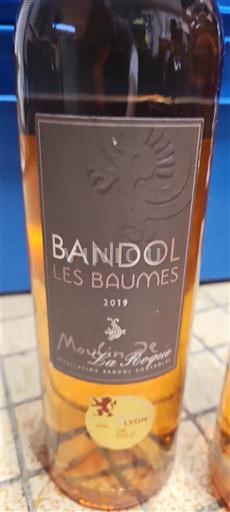 BANDOL
LES BAUMES
2019
Moulin de
La Roque
APPELLATION BANDOL CONTRÔLÉE
LYON